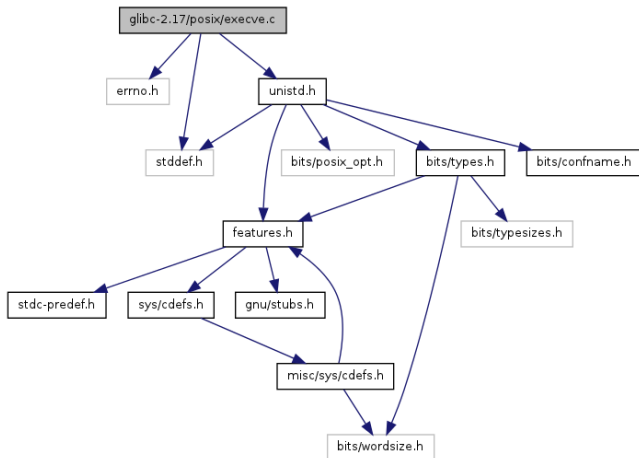 glibc-2.17/posix/execve.c
errno.h
unistd.h
stddef.h
bits/posix_opt.h
bits/types.h
bits/confname.h
features.h
bits/typesizes.h
stdc-predef.h
sys/cdefs.h
gnu/stubs.h
misc/sys/cdefs.h
bits/wordsize.h